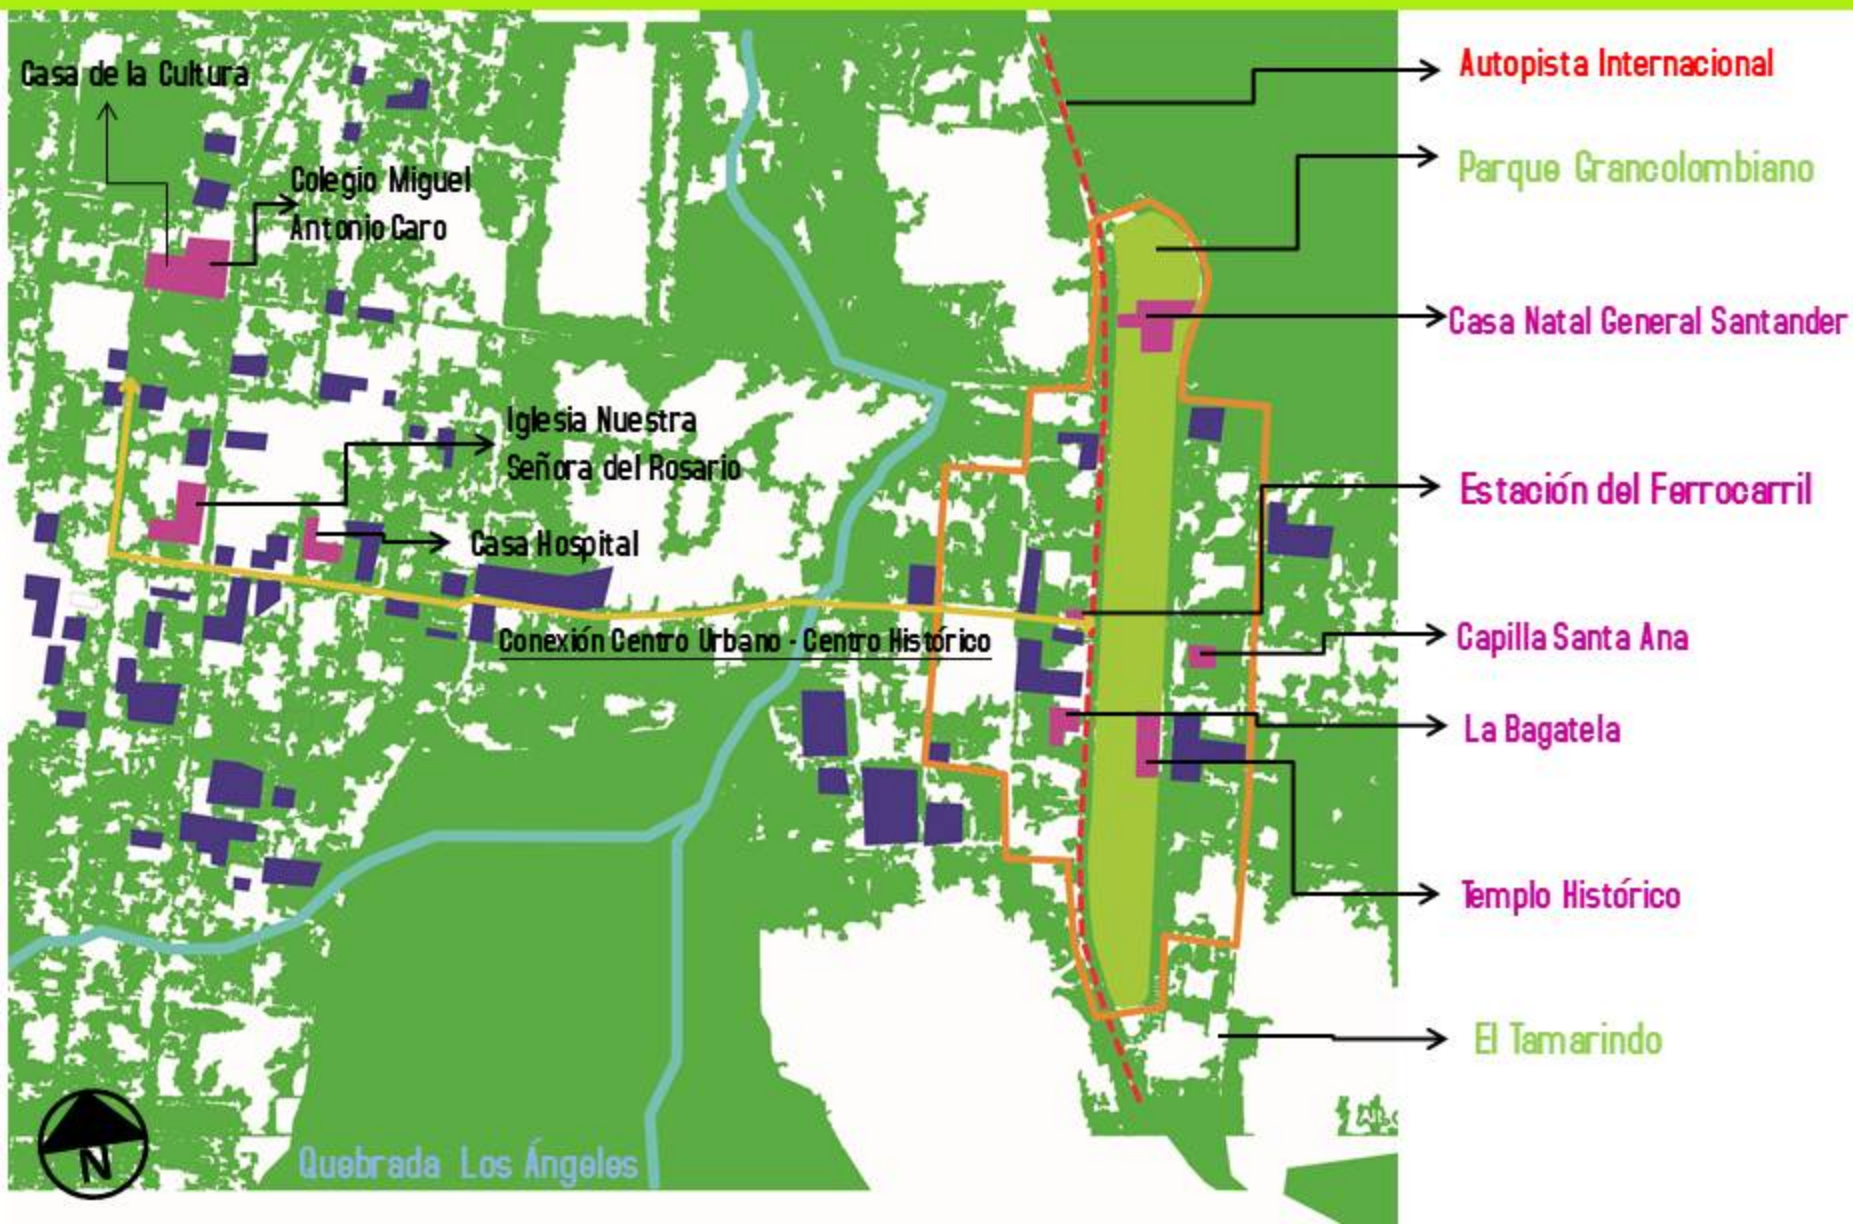 Casa de la Cultura
Colegio Miguel
Antonio Caro
Iglesia Nuestra
Señora del Rosario
Casa Hospital
Conexión Centro Urbano - Centro Histórico
Quebrada Los Ángeles
N
Autopista Internacional
Parque Grancolombiano
Casa Natal General Santander
Estación del Ferrocarril
Capilla Santa Ana
La Bagatela
Templo Histórico
El Tamarindo